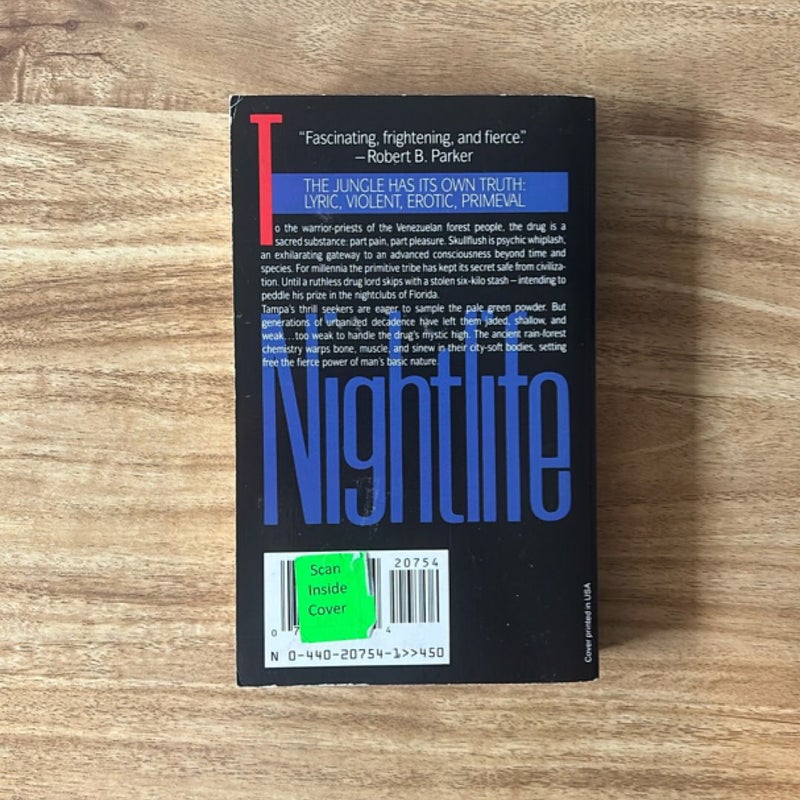 “Fascinating, frightening, and fierce.”
— Robert B. Parker
THE JUNGLE HAS ITS OWN TRUTH:
LYRIC, VIOLENT, EROTIC, PRIMEVAL
To the warrior-priests of the Venezuelan forest people, the drug is a
sacred substance: part pain, part pleasure. Skullflush is psychic whiplash,
an exhilarating gateway to an advanced consciousness beyond time and
species. For millennia the primitive tribe has kept its secret safe from civiliza-
tion. Until a ruthless drug lord skips with a stolen six-kilo stash — intending to
peddle his prize in the nightclubs of Florida.
Tampa's thrill seekers are eager to sample the pale green powder. But
generations of urbanized decadence have left them jaded, shallow, and
weak...too weak to handle the drug's mystic high. The ancient rain-forest
chemistry warps bone, muscle, and sinew in their city-soft bodies, setting
free the fierce power of man's basic nature.
Nightlife
20754
Scan
Inside
Cover
0 7 4
N 0-440-20754-1>>450
Cover printed in USA